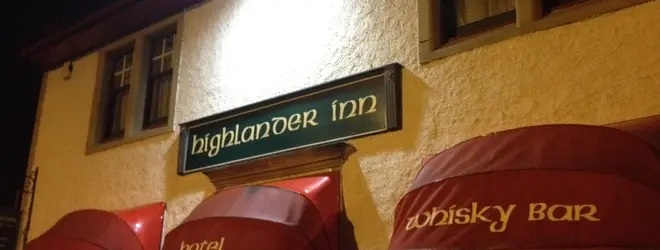 highlander inn
hotel
whisky bar